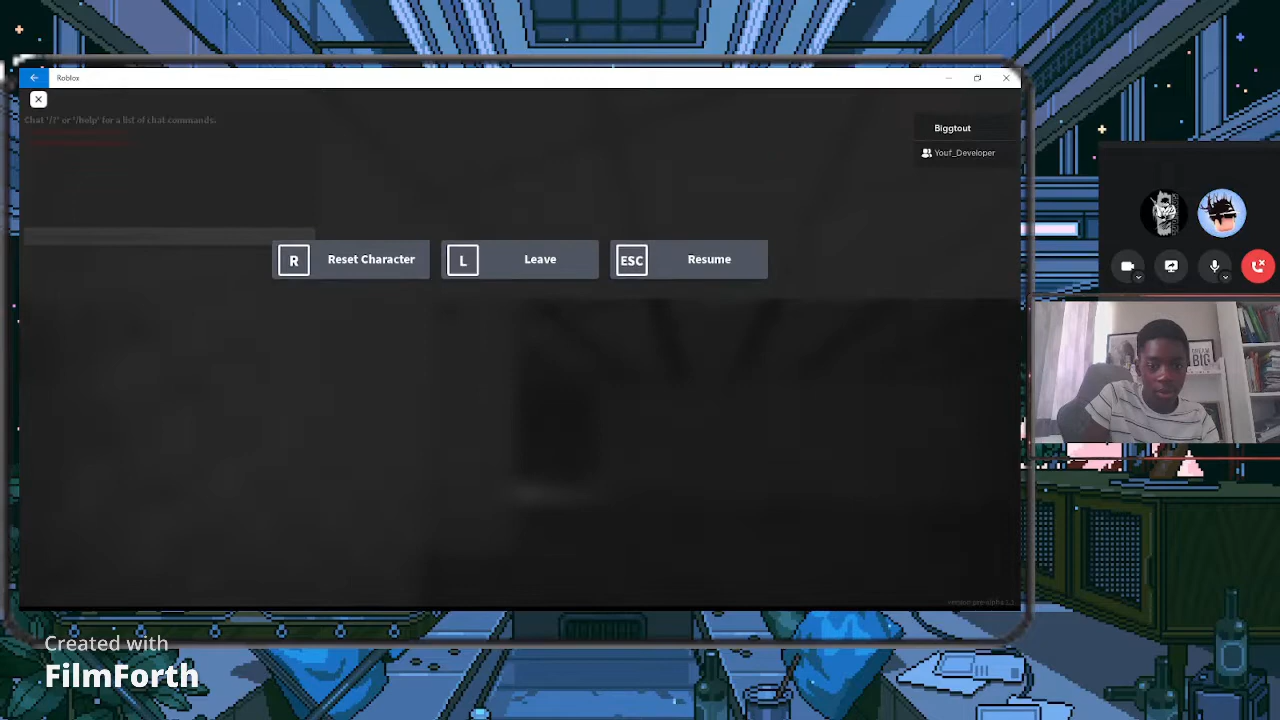 Roblox
Chat '/?' or '/help' for a list of chat commands.
Biggtout
Youf_Developer
R Reset Character
L Leave
ESC Resume
Created with
FilmForth